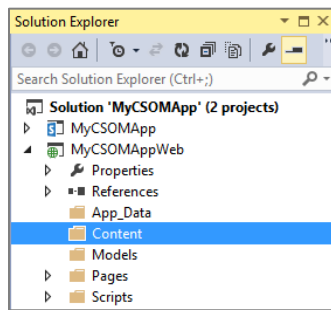 Solution Explorer
Search Solution Explorer (Ctrl+;)
Solution 'MyCSOMApp' (2 projects)
MyCSOMApp
MyCSOMAppWeb
Properties
References
App_Data
Content
Models
Pages
Scripts